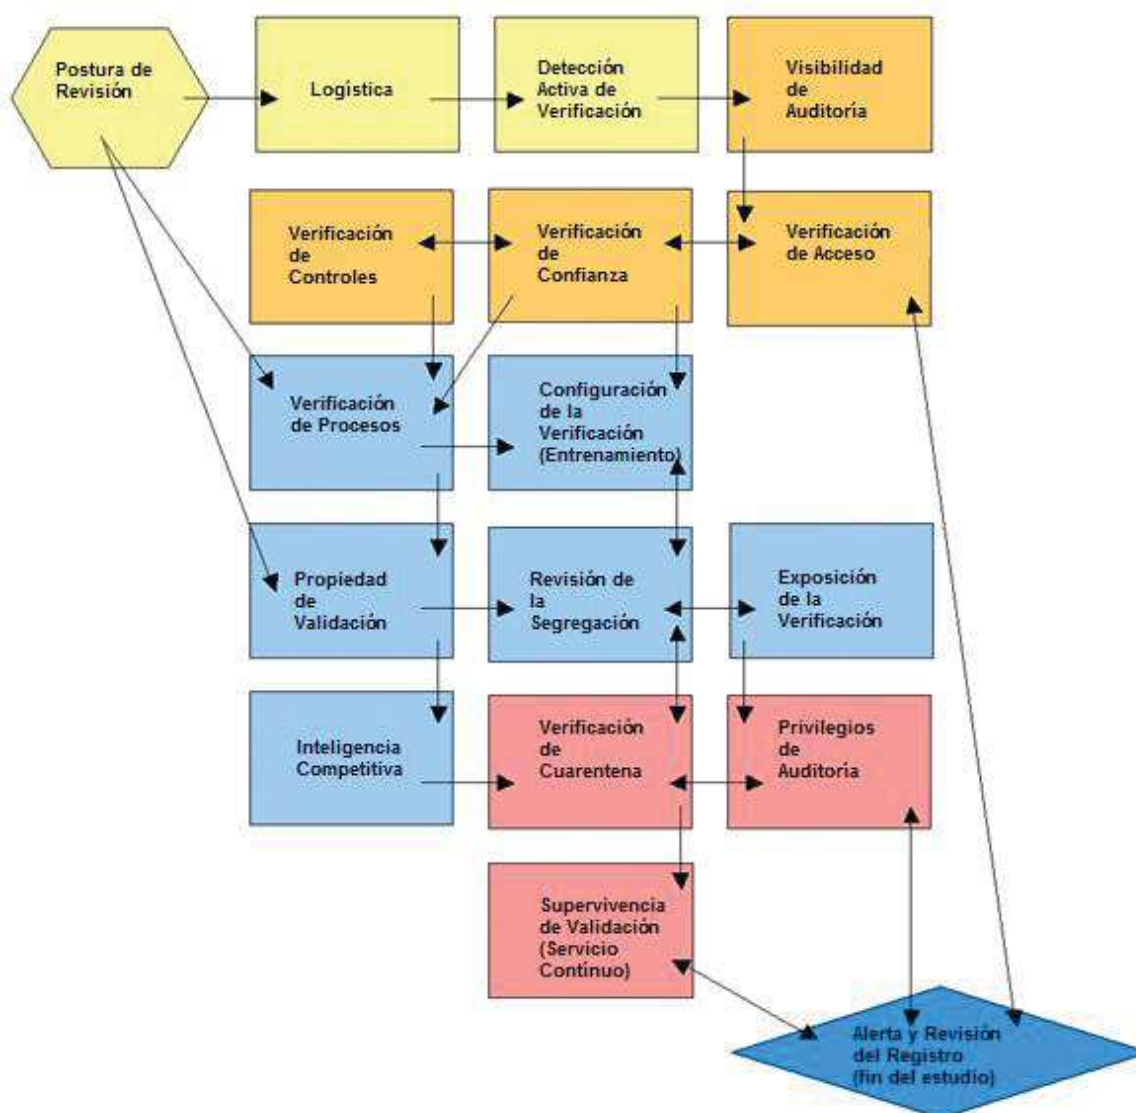 Postura de
Revisión
Logística
Detección
Activa de
Verificación
Visibilidad
de
Auditoría
Verificación
de
Controles
Verificación
de
Confianza
Verificación
de Acceso
Verificación
de Procesos
Configuración
de la
Verificación
(Entrenamiento)
Propiedad
de
Validación
Revisión de
la
Segregación
Exposición
de la
Verificación
Inteligencia
Competitiva
Verificación
de
Cuarentena
Privilegios
de
Auditoría
Supervivencia
de Validación
(Servicio
Contínuo)
Alerta y Revisión
del Registro
(fin del estudio)